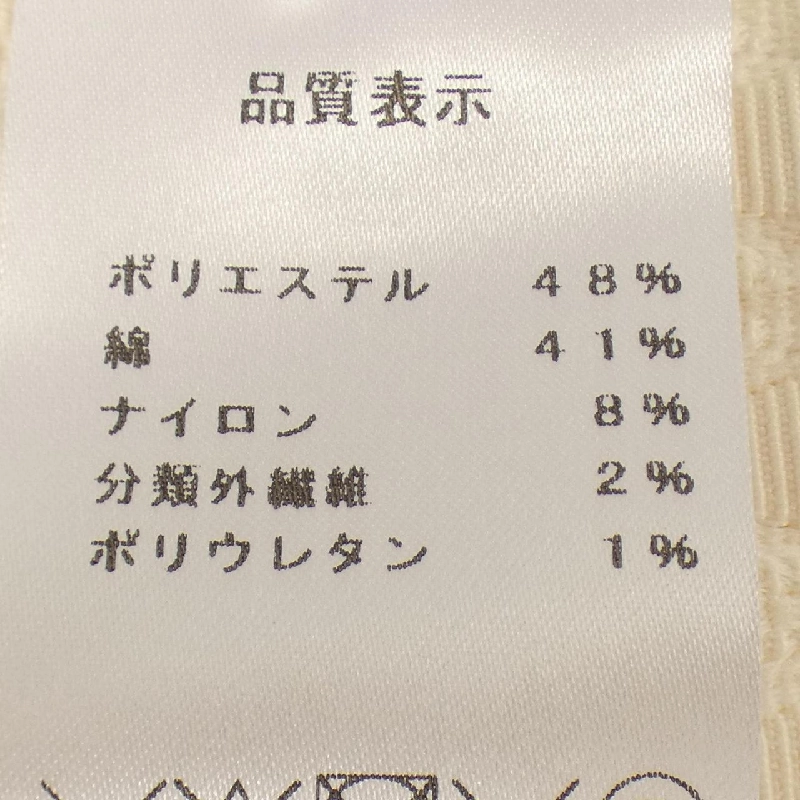 品質表示
ポリエステル 48%
綿 41%
ナイロン 8%
分類外繊維 2%
ポリウレタン 1%